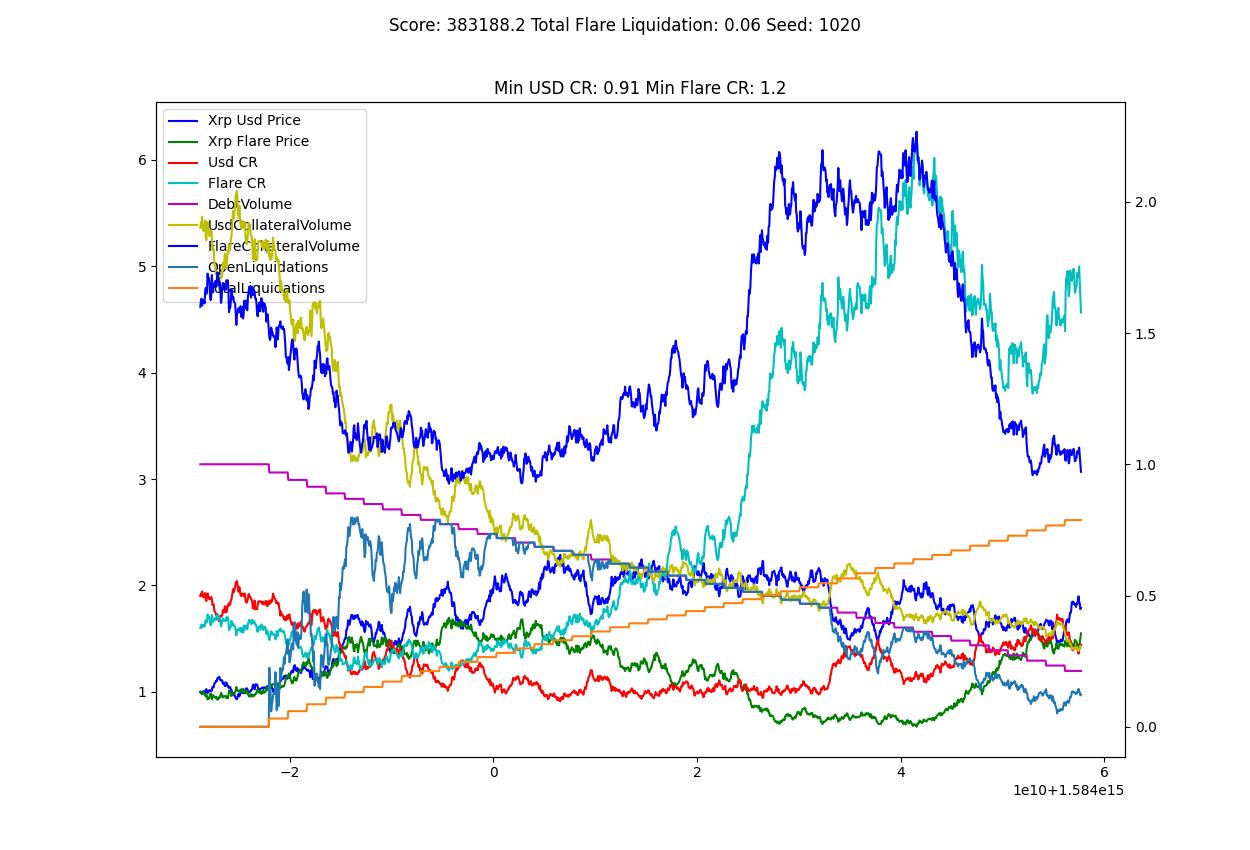 Score: 383188.2 Total Flare Liquidation: 0.06 Seed: 1020
Min USD CR: 0.91 Min Flare CR: 1.2
Xrp Usd Price
Xrp Flare Price
Usd CR
Flare CR
DebtVolume
UsdCollateralVolume
FlareCollateralVolume
OpenLiquidations
TotalLiquidations
6
5
4
3
2
1
2.0
1.5
1.0
0.5
0.0
−2
0
2
4
6
1e10+1.584e15